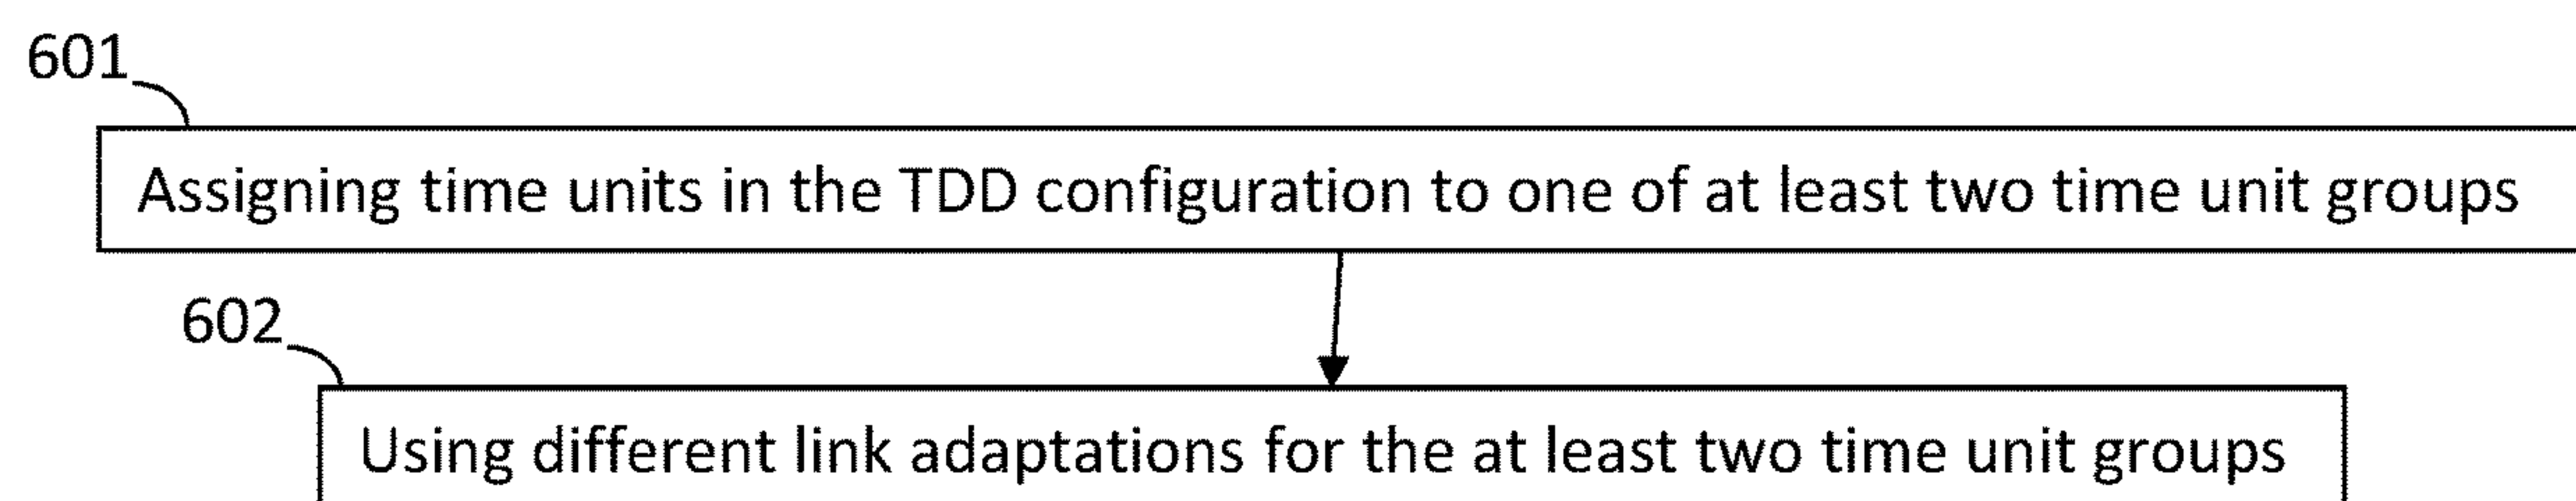 601
Assigning time units in the TDD configuration to one of at least two time unit groups
602
Using different link adaptations for the at least two time unit groups